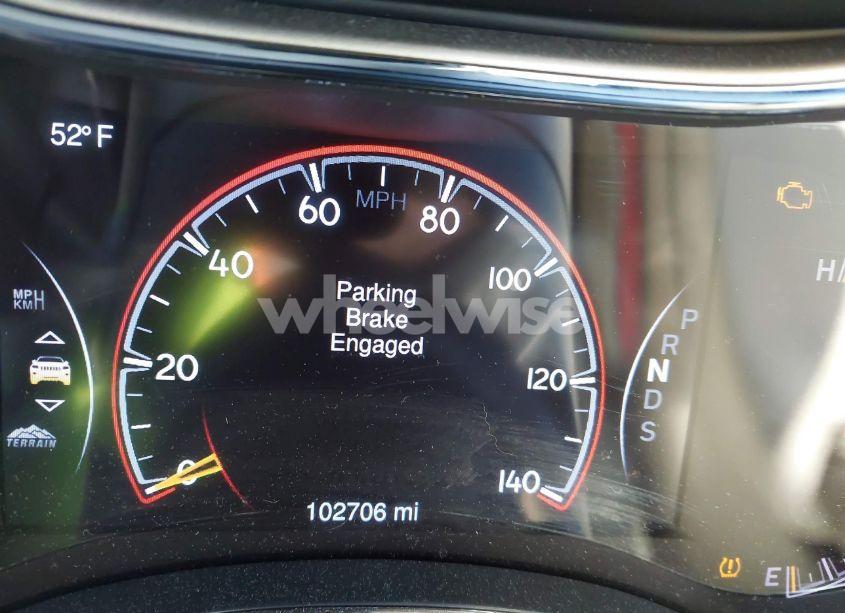 52° F
60
MPH
80
40
100
H
MPH
KMH
Parking
Brake
Engaged
wheelwise
P
R
N
D
S
20
120
TERRAIN
0
140
102706 mi
E